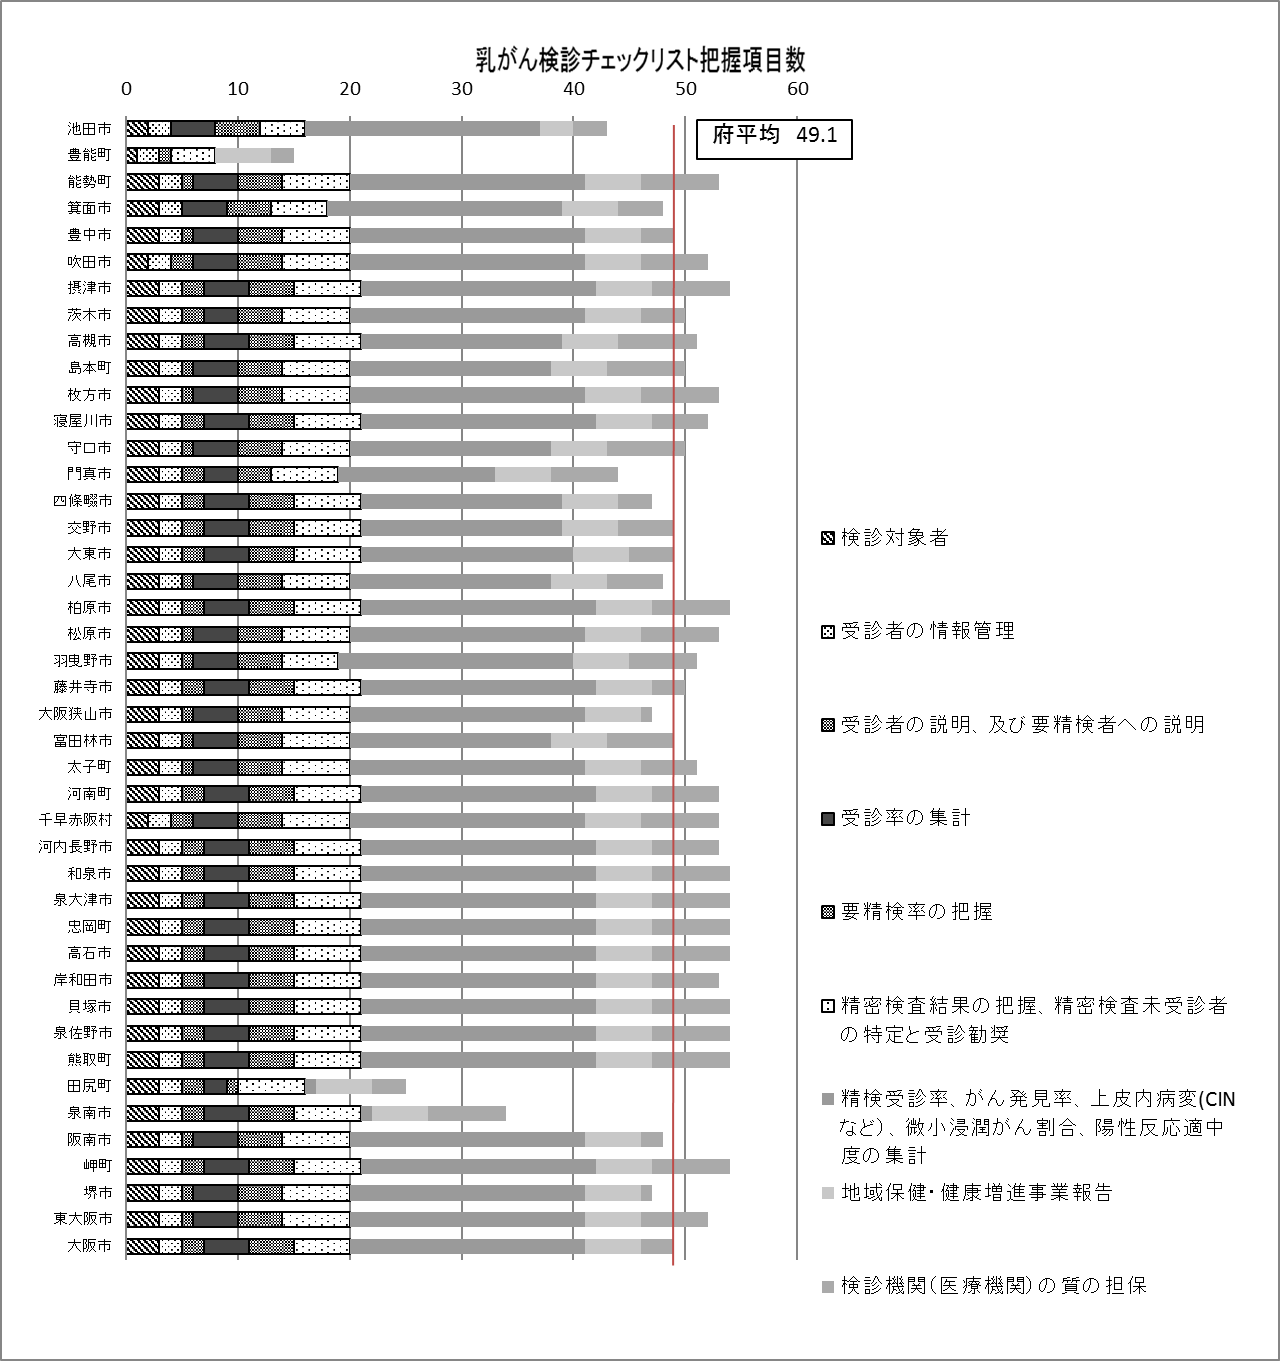 乳がん検診チェックリスト把握項目数
0 10 20 30 40 50 60
府平均 49.1
池田市
豊能町
能勢町
箕面市
豊中市
吹田市
摂津市
茨木市
高槻市
島本町
枚方市
寝屋川市
守口市
門真市
四條畷市
交野市
大東市
八尾市
柏原市
松原市
羽曳野市
藤井寺市
大阪狭山市
富田林市
太子町
河南町
千早赤阪村
河内長野市
和泉市
泉大津市
忠岡町
高石市
岸和田市
貝塚市
泉佐野市
熊取町
田尻町
泉南市
阪南市
岬町
堺市
東大阪市
大阪市
検診対象者
受診者の情報管理
受診者の説明、及び要精検者への説明
受診率の集計
要精検率の把握
精密検査結果の把握、精密検査未受診者
の特定と受診勧奨
精検受診率、がん発見率、上皮内病変(CIN
など)、微小浸潤がん割合、陽性反応適中
度の集計
地域保健・健康増進事業報告
検診機関(医療機関)の質の担保